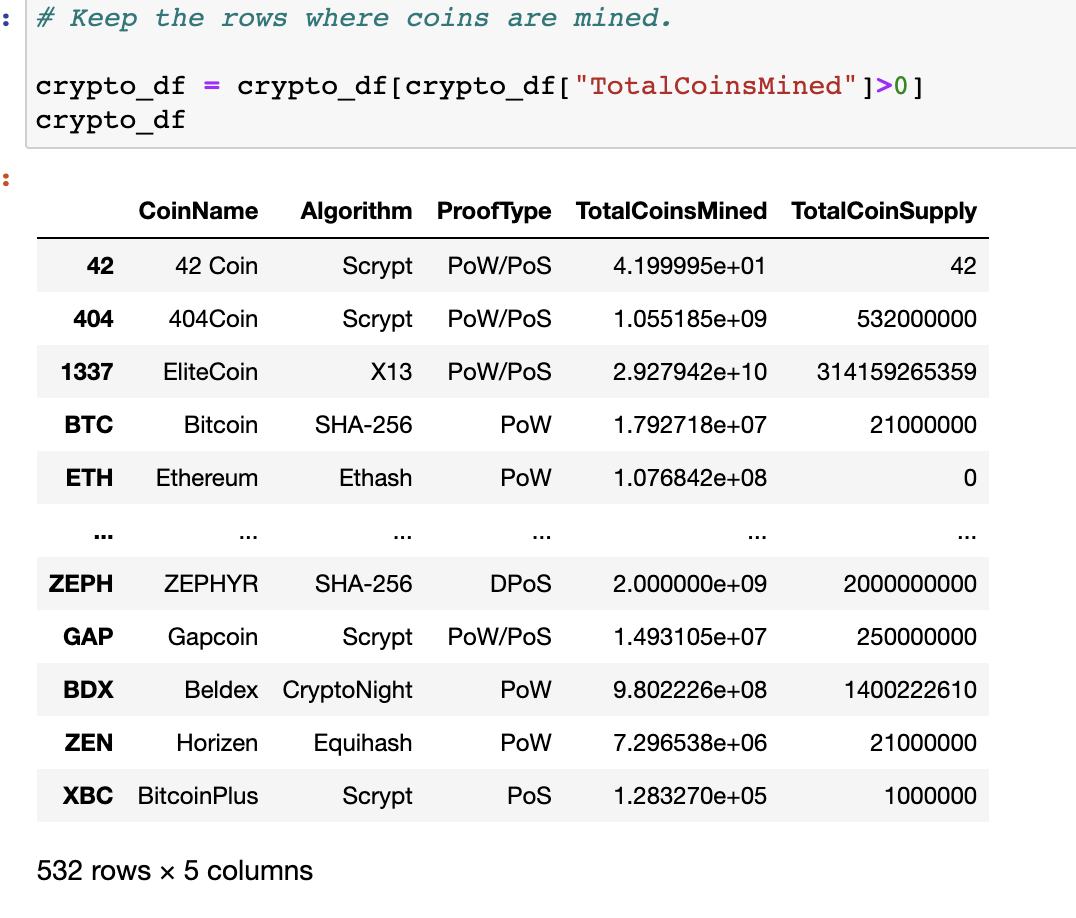 : # Keep the rows where coins are mined.
crypto_df = crypto_df[crypto_df["TotalCoinsMined"]>0]
crypto_df
:
CoinName Algorithm ProofType TotalCoinsMined TotalCoinSupply
42 42 Coin Scrypt PoW/PoS 4.199995e+01 42
404 404Coin Scrypt PoW/PoS 1.055185e+09 532000000
1337 EliteCoin X13 PoW/PoS 2.927942e+10 314159265359
BTC Bitcoin SHA-256 PoW 1.792718e+07 21000000
ETH Ethereum Ethash PoW 1.076842e+08 0
... ... ... ... ... ...
ZEPH ZEPHYR SHA-256 DPoS 2.000000e+09 2000000000
GAP Gapcoin Scrypt PoW/PoS 1.493105e+07 250000000
BDX Beldex CryptoNight PoW 9.802226e+08 1400222610
ZEN Horizen Equihash PoW 7.296538e+06 21000000
XBC BitcoinPlus Scrypt PoS 1.283270e+05 1000000
532 rows × 5 columns